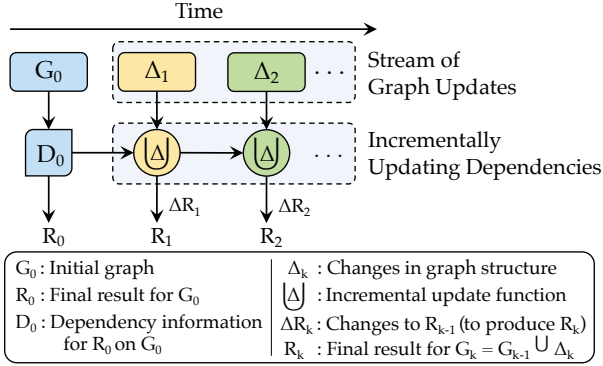 Time
G₀ Δ₁ Δ₂ · · · Stream of
Graph Updates
D₀ ⋃Δ ⋃Δ · · · Incrementally
Updating Dependencies
ΔR₁ ΔR₂
R₀ R₁ R₂
G₀ : Initial graph
R₀ : Final result for G₀
D₀ : Dependency information
for R₀ on G₀
Δₖ : Changes in graph structure
⋃Δ : Incremental update function
ΔRₖ : Changes to Rₖ₋₁ (to produce Rₖ)
Rₖ : Final result for Gₖ = Gₖ₋₁ ∪ Δₖ